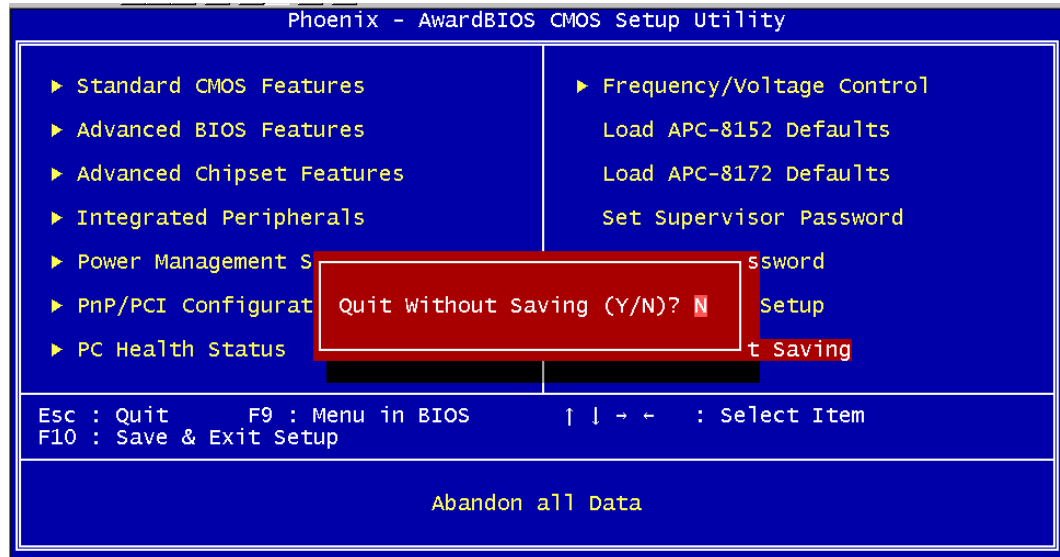 Phoenix - AwardBIOS CMOS Setup Utility
Standard CMOS Features
Advanced BIOS Features
Advanced Chipset Features
Integrated Peripherals
Power Management S
PnP/PCI Configurat
PC Health Status
Frequency/Voltage Control
Load APC-8152 Defaults
Load APC-8172 Defaults
Set Supervisor Password
ssword
Setup
t Saving
Quit Without Saving (Y/N)? N
Esc : Quit F9 : Menu in BIOS ↑ ↓ → ← : Select Item
F10 : Save & Exit Setup
Abandon all Data